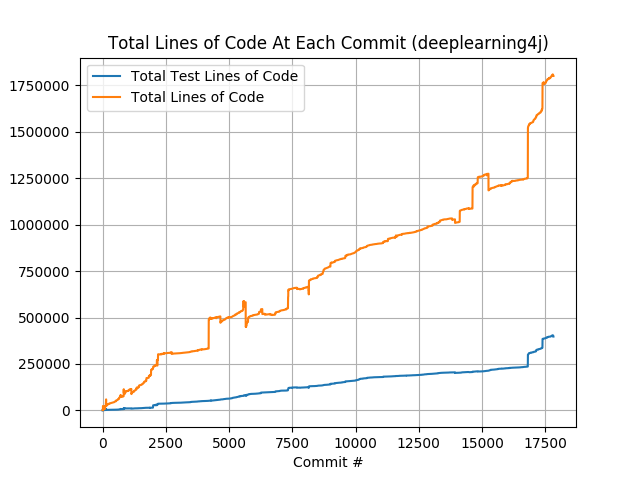 Total Lines of Code At Each Commit (deeplearning4j)
Total Test Lines of Code
Total Lines of Code
1750000
1500000
1250000
1000000
750000
500000
250000
0
0 2500 5000 7500 10000 12500 15000 17500
Commit #